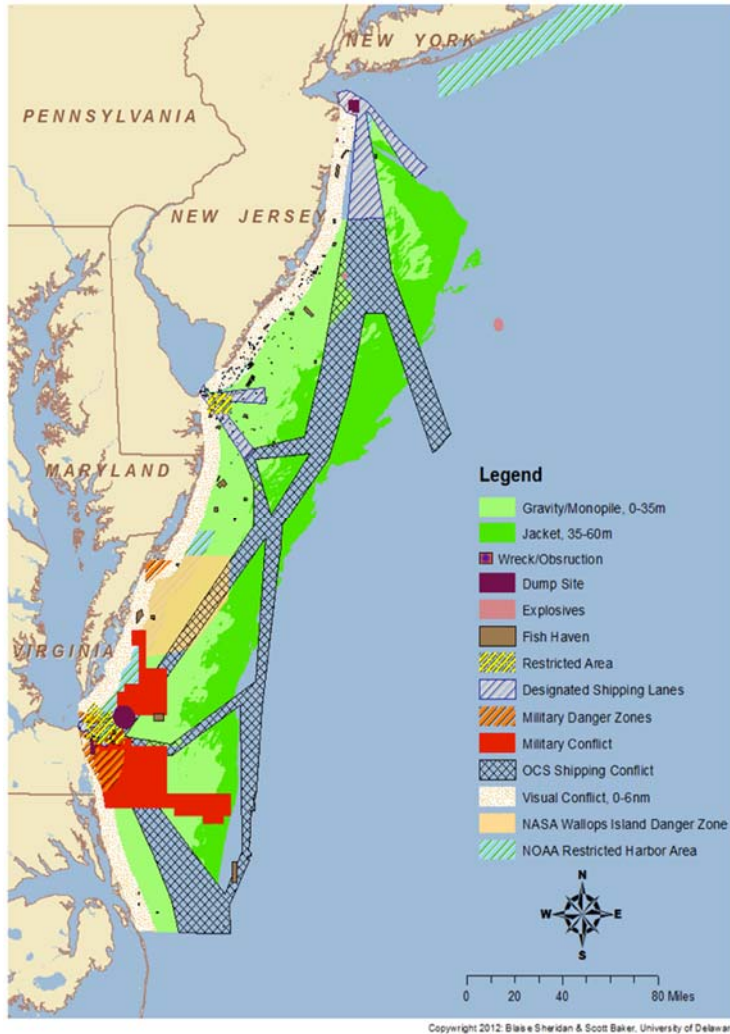 NEW YORK
PENNSYLVANIA
NEW JERSEY
MARYLAND
VIRGINIA
Legend
Gravity/Monopile, 0-35m
Jacket, 35-60m
Wreck/Obsruction
Dump Site
Explosives
Fish Haven
Restricted Area
Designated Shipping Lanes
Military Danger Zones
Military Conflict
OCS Shipping Conflict
Visual Conflict, 0-6nm
NASA Wallops Island Danger Zone
NOAA Restricted Harbor Area
N
W E
S
0 20 40 80 Miles
Copywright 2012: Blaise Sheridan & Scott Baker, University of Delawar